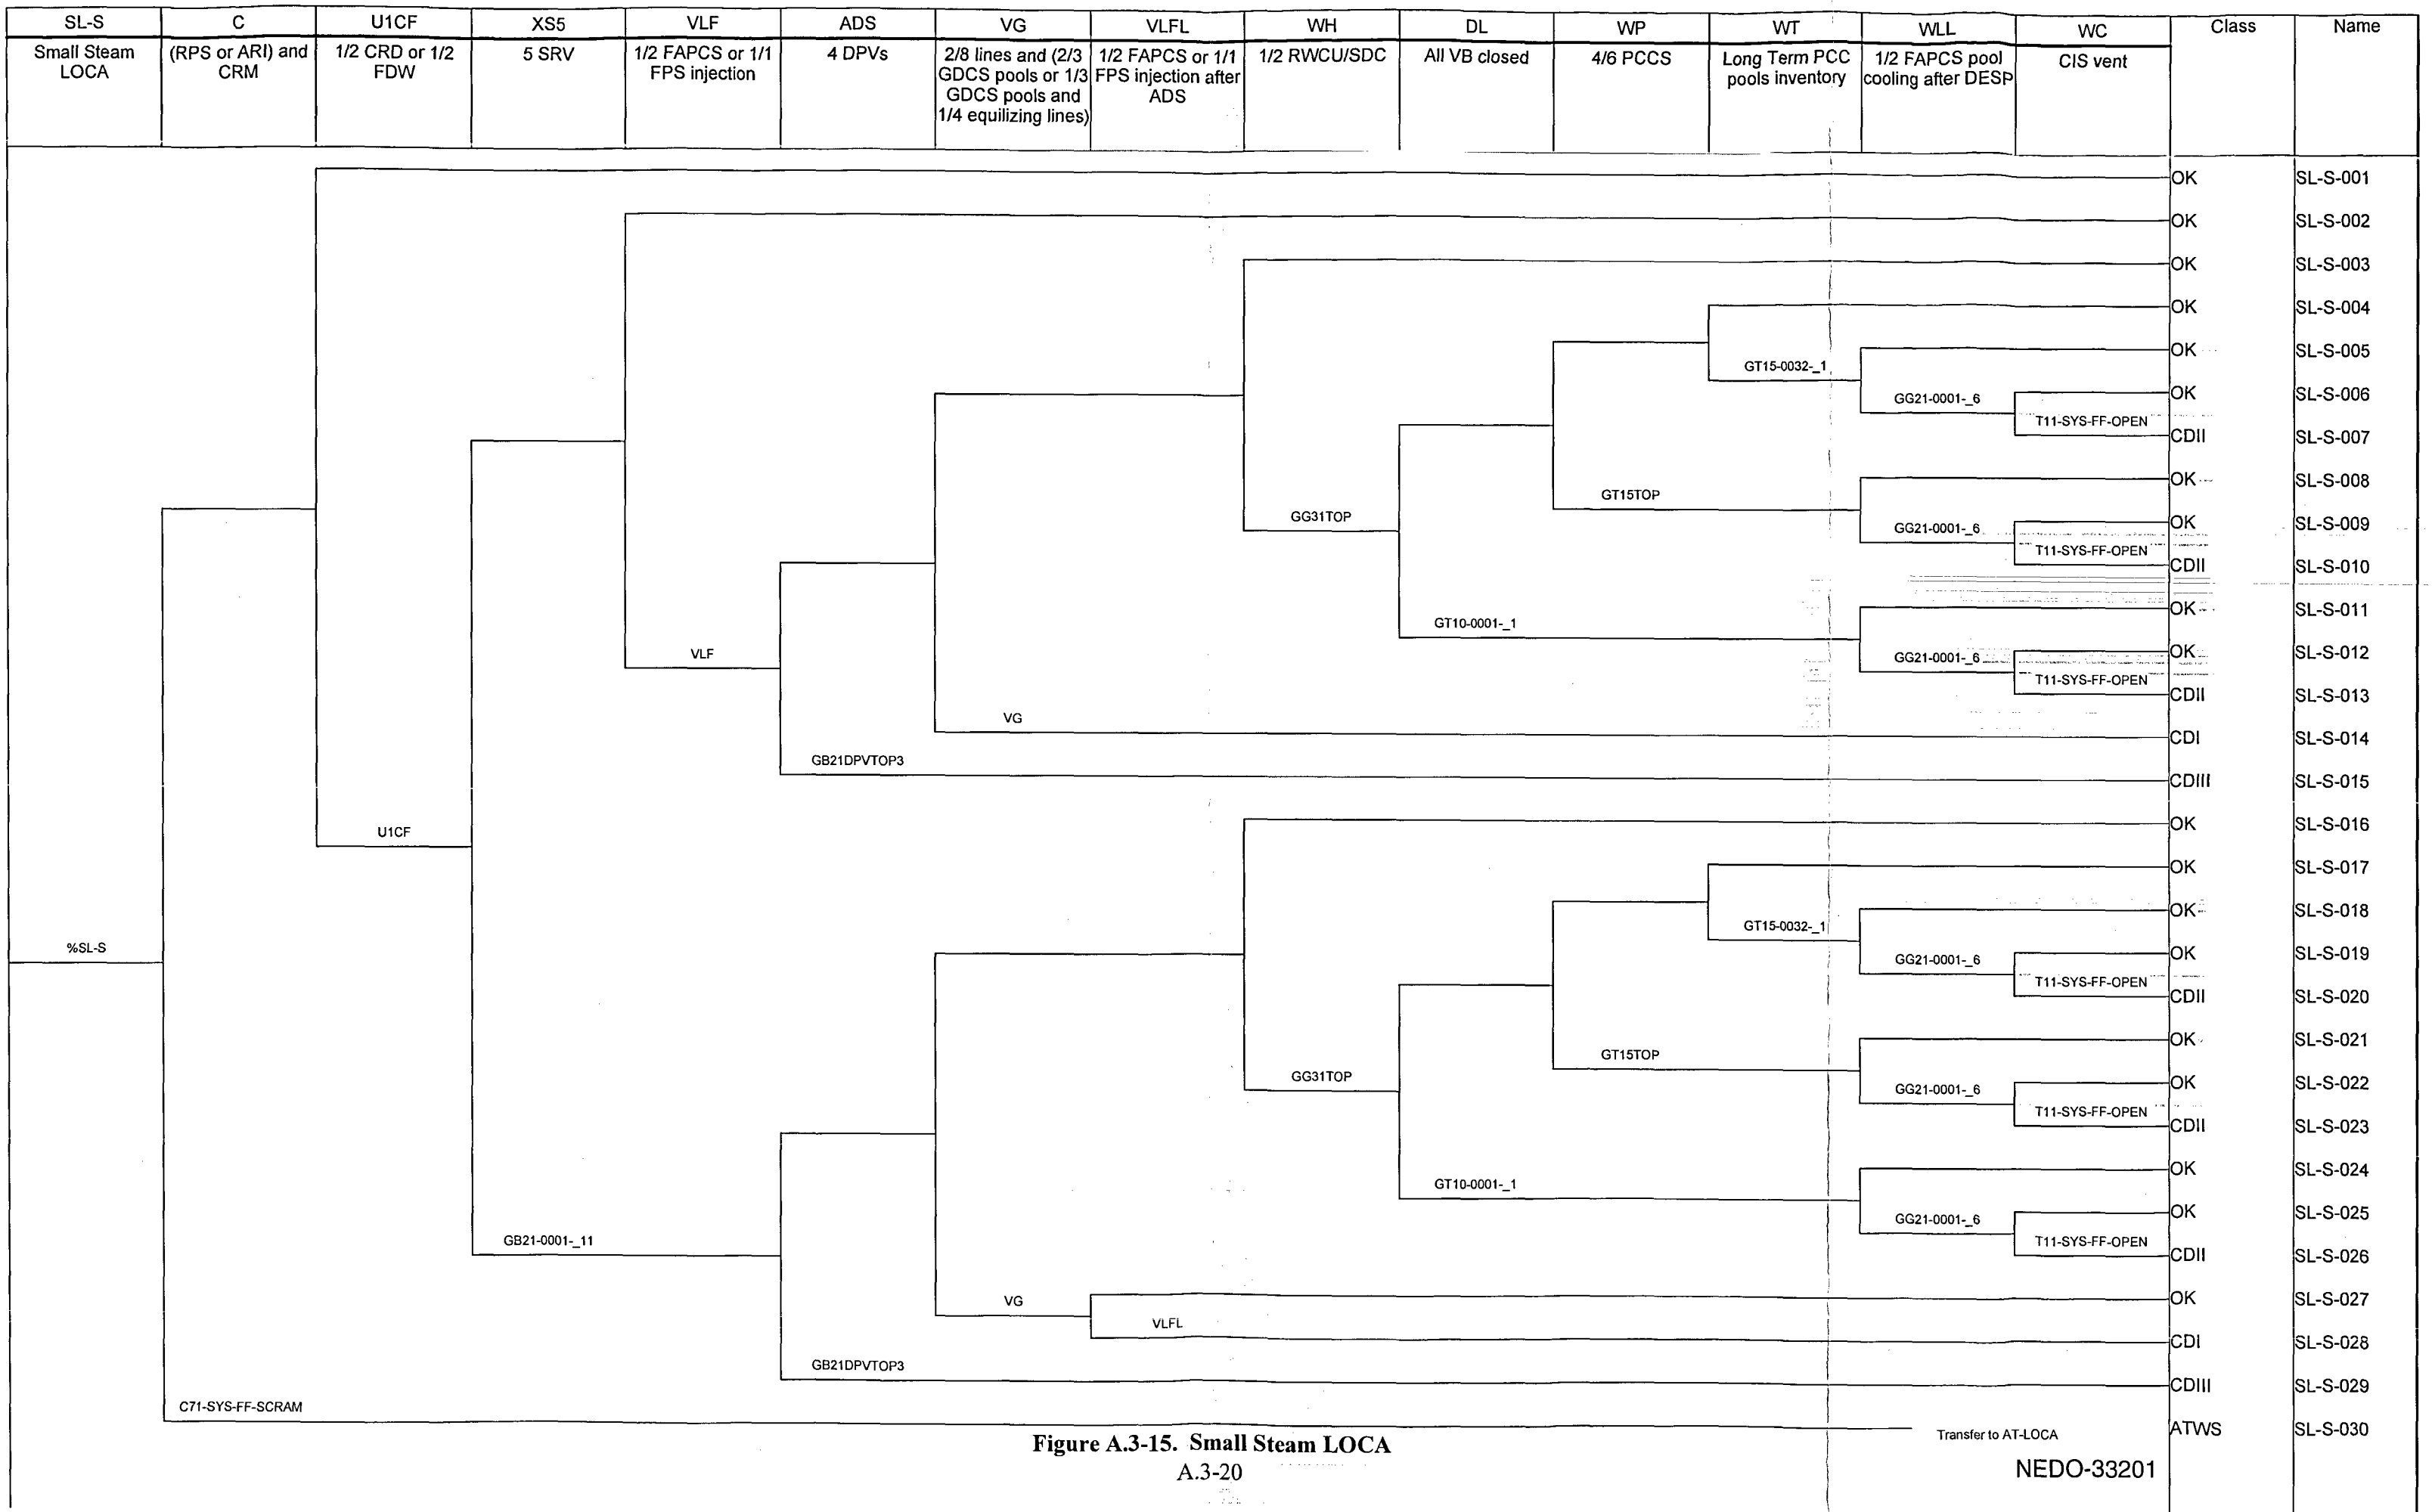 SL-S C U1CF XS5 VLF ADS VG VLFL WH DL WP WT WLL WC Class Name
Small Steam LOCA
(RPS or ARI) and CRM
1/2 CRD or 1/2 FDW
5 SRV
1/2 FAPCS or 1/1 FPS injection
4 DPVs
2/8 lines and (2/3 GDCS pools or 1/3 GDCS pools and 1/4 equilizing lines)
1/2 FAPCS or 1/1 FPS injection after ADS
1/2 RWCU/SDC
All VB closed
4/6 PCCS
Long Term PCC pools inventory
1/2 FAPCS pool cooling after DESP
CIS vent
OK SL-S-001
OK SL-S-002
OK SL-S-003
OK SL-S-004
OK SL-S-005
GT15-0032-_1
OK SL-S-006
GG21-0001-_6
T11-SYS-FF-OPEN
CDII SL-S-007
OK SL-S-008
GT15TOP
GG31TOP
OK SL-S-009
GG21-0001-_6
T11-SYS-FF-OPEN
CDII SL-S-010
OK SL-S-011
GT10-0001-_1
VLF
OK SL-S-012
GG21-0001-_6
T11-SYS-FF-OPEN
CDII SL-S-013
VG
CDI SL-S-014
GB21DPVTOP3
CDIII SL-S-015
U1CF
OK SL-S-016
OK SL-S-017
OK SL-S-018
GT15-0032-_1
%SL-S
OK SL-S-019
GG21-0001-_6
T11-SYS-FF-OPEN
CDII SL-S-020
OK SL-S-021
GT15TOP
GG31TOP
OK SL-S-022
GG21-0001-_6
T11-SYS-FF-OPEN
CDII SL-S-023
OK SL-S-024
GT10-0001-_1
OK SL-S-025
GG21-0001-_6
GB21-0001-_11
T11-SYS-FF-OPEN
CDII SL-S-026
VG
OK SL-S-027
VLFL
CDI SL-S-028
GB21DPVTOP3
CDIII SL-S-029
C71-SYS-FF-SCRAM
Transfer to AT-LOCA
ATWS SL-S-030
Figure A.3-15. Small Steam LOCA
A.3-20
NEDO-33201